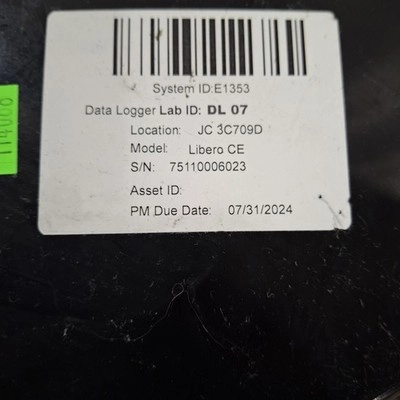 System ID:E1353
Data Logger Lab ID: DL 07
Location: JC 3C709D
Model: Libero CE
S/N: 75110006023
Asset ID:
PM Due Date: 07/31/2024
114000